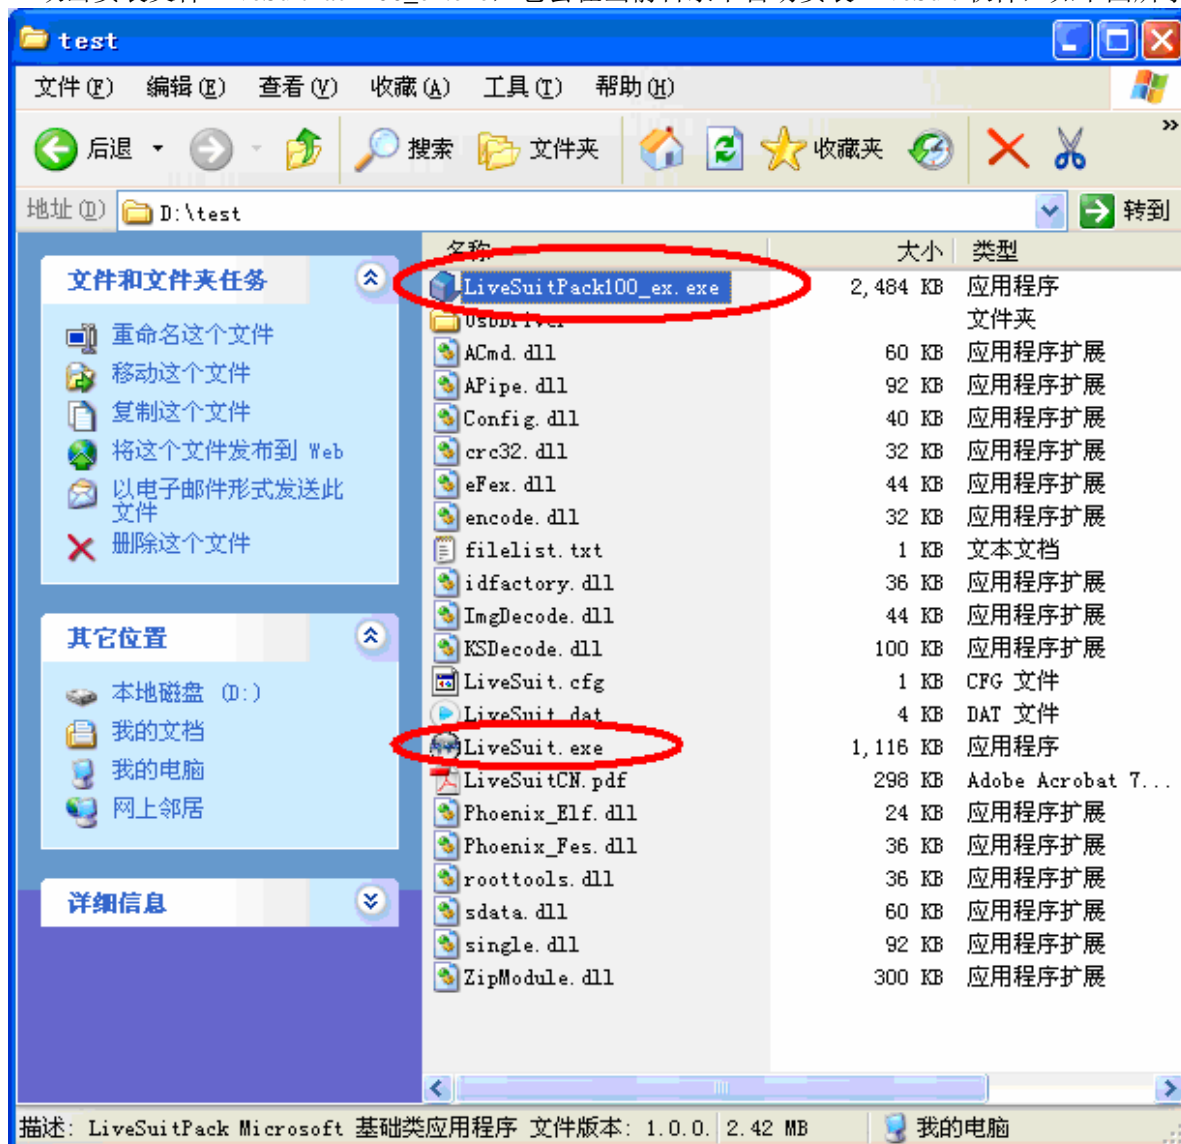 test
文件(F) 编辑(E) 查看(V) 收藏(A) 工具(T) 帮助(H)
后退 搜索 文件夹 收藏夹 »
地址(D) D:\test 转到
名称 大小 类型
文件和文件夹任务
重命名这个文件
移动这个文件
复制这个文件
将这个文件发布到 Web
以电子邮件形式发送此
文件
删除这个文件
其它位置
本地磁盘 (D:)
我的文档
我的电脑
网上邻居
详细信息
LiveSuitPack100_ex.exe 2,484 KB 应用程序
UsbDriver 文件夹
ACmd.dll 60 KB 应用程序扩展
APipe.dll 92 KB 应用程序扩展
Config.dll 40 KB 应用程序扩展
crc32.dll 32 KB 应用程序扩展
eFex.dll 44 KB 应用程序扩展
encode.dll 32 KB 应用程序扩展
filelist.txt 1 KB 文本文档
idfactory.dll 36 KB 应用程序扩展
ImgDecode.dll 44 KB 应用程序扩展
KSDecode.dll 100 KB 应用程序扩展
LiveSuit.cfg 1 KB CFG 文件
LiveSuit.dat 4 KB DAT 文件
LiveSuit.exe 1,116 KB 应用程序
LiveSuitCN.pdf 298 KB Adobe Acrobat 7...
Phoenix_Elf.dll 24 KB 应用程序扩展
Phoenix_Fes.dll 36 KB 应用程序扩展
roottools.dll 36 KB 应用程序扩展
sdata.dll 60 KB 应用程序扩展
single.dll 92 KB 应用程序扩展
ZipModule.dll 300 KB 应用程序扩展
描述: LiveSuitPack Microsoft 基础类应用程序 文件版本: 1.0.0. 2.42 MB 我的电脑